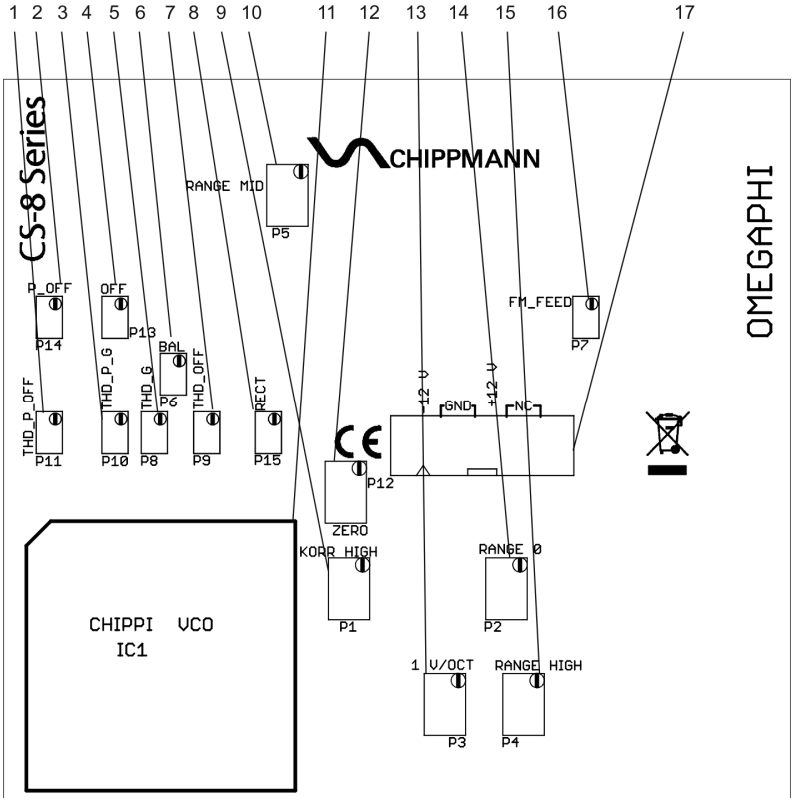 1 2 3 4 5 6 7 8 9 10 11 12 13 14 15 16 17
CS-8 Series
CHIPPMANN
OMEGAPHI
RANGE MID
P5
P_OFF
P14
OFF
P13
FM_FEED
P7
BAL
P6
THD_P_OFF
P11
THD_P_G
P10
THD_G
P8
THD_OFF
P9
RECT
P15
CE
-12 V
GND
+12 V
NC
P12
ZERO
KORR HIGH
P1
RANGE 0
P2
CHIPPI VCO
IC1
1 V/OCT
P3
RANGE HIGH
P4